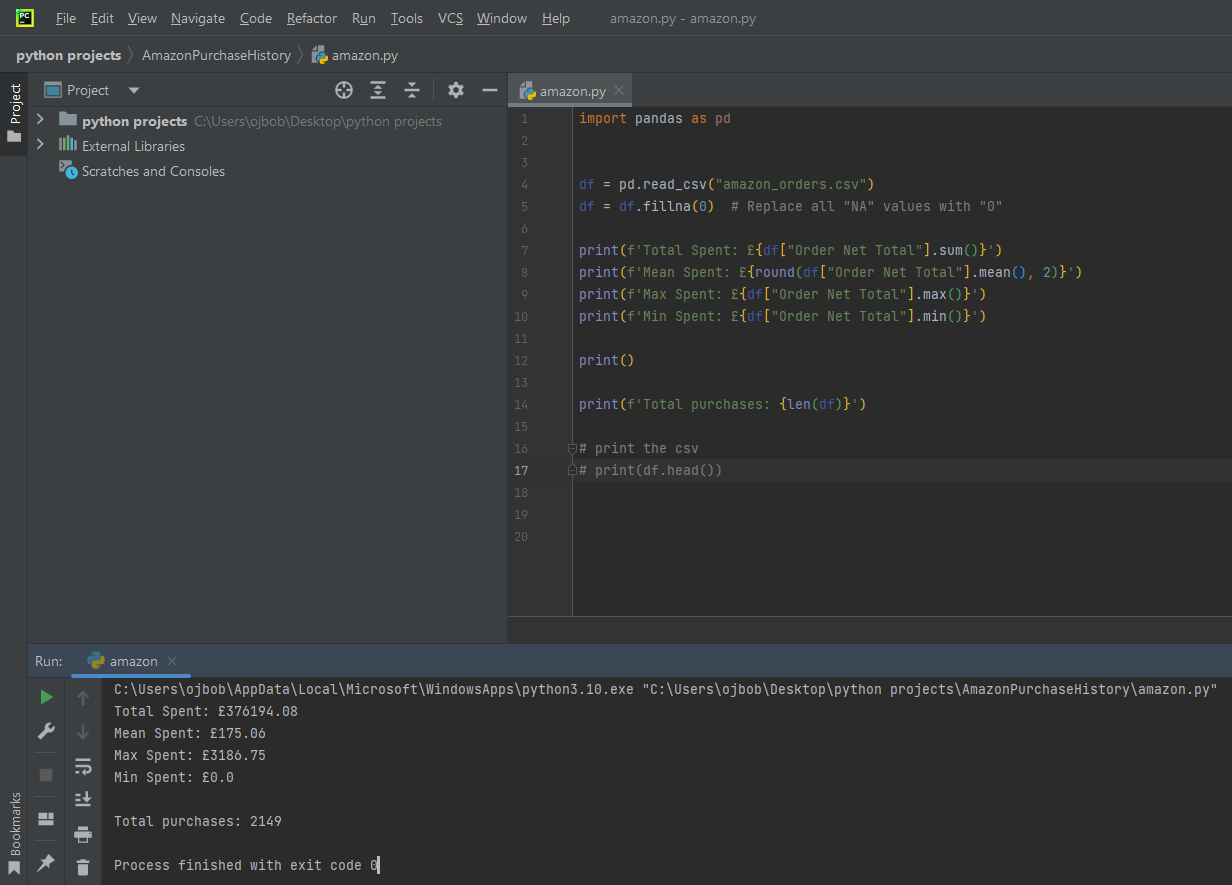 PC
File Edit View Navigate Code Refactor Run Tools VCS Window Help amazon.py - amazon.py
python projects AmazonPurchaseHistory amazon.py
Project
Project
amazon.py
python projects C:\Users\ojbob\Desktop\python projects
External Libraries
Scratches and Consoles
1 import pandas as pd
2
3
4 df = pd.read_csv("amazon_orders.csv")
5 df = df.fillna(0)  # Replace all "NA" values with "0"
6
7 print(f'Total Spent: £{df["Order Net Total"].sum()}')
8 print(f'Mean Spent: £{round(df["Order Net Total"].mean(), 2)}')
9 print(f'Max Spent: £{df["Order Net Total"].max()}')
10 print(f'Min Spent: £{df["Order Net Total"].min()}')
11
12 print()
13
14 print(f'Total purchases: {len(df)}')
15
16 # print the csv
17 # print(df.head())
18
19
20
Run: amazon
C:\Users\ojbob\AppData\Local\Microsoft\WindowsApps\python3.10.exe "C:\Users\ojbob\Desktop\python projects\AmazonPurchaseHistory\amazon.py"
Total Spent: £376194.08
Mean Spent: £175.06
Max Spent: £3186.75
Min Spent: £0.0
Total purchases: 2149
Process finished with exit code 0
Bookmarks